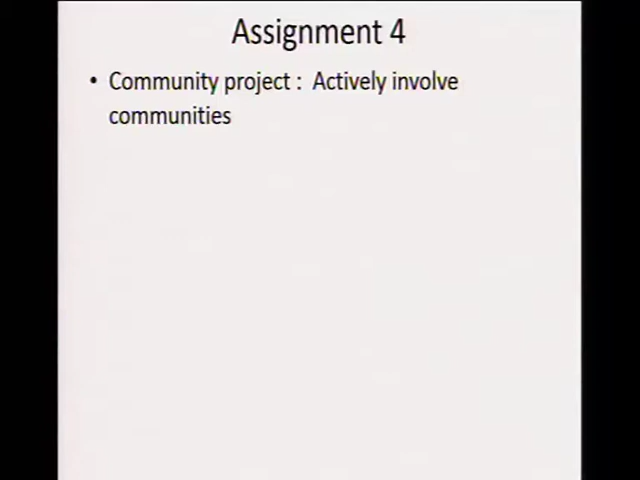 Assignment 4
• Community project :  Actively involve
communities